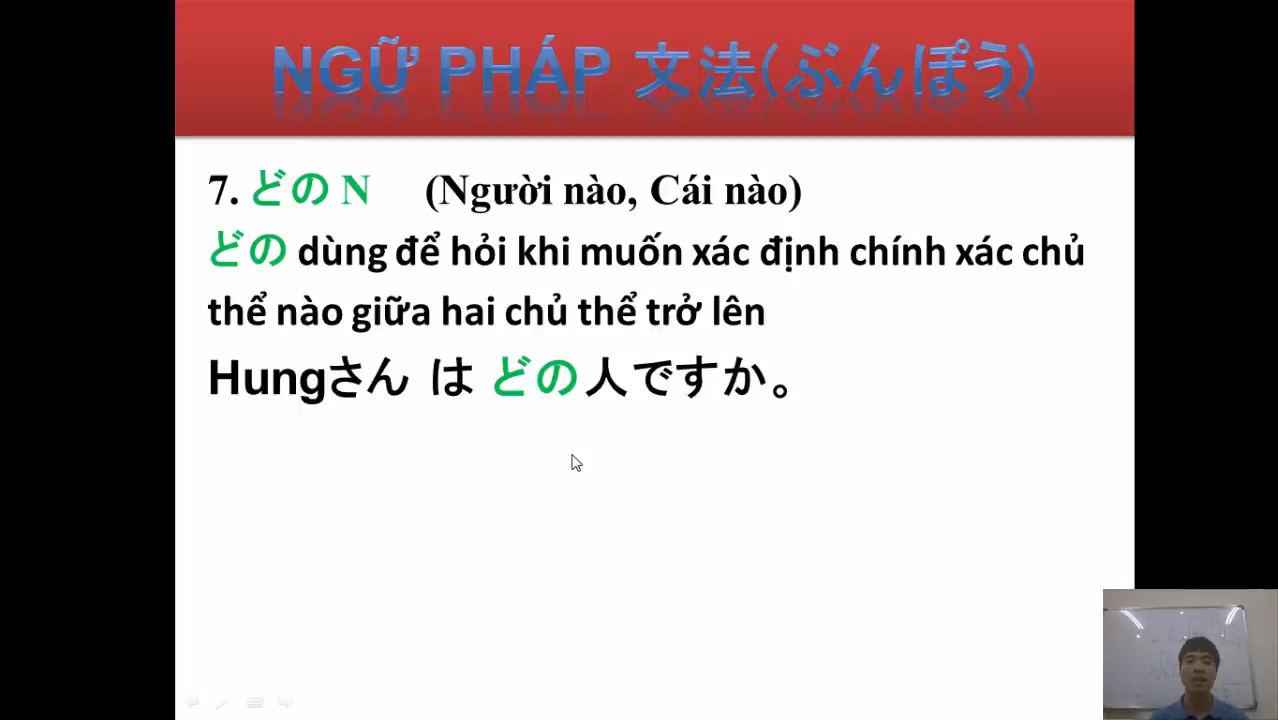 NGỮ PHÁP 文法(ぶんぽう)
7. どの N (Người nào, Cái nào)
どの dùng để hỏi khi muốn xác định chính xác chủ
thể nào giữa hai chủ thể trở lên
Hungさん は どの人ですか。